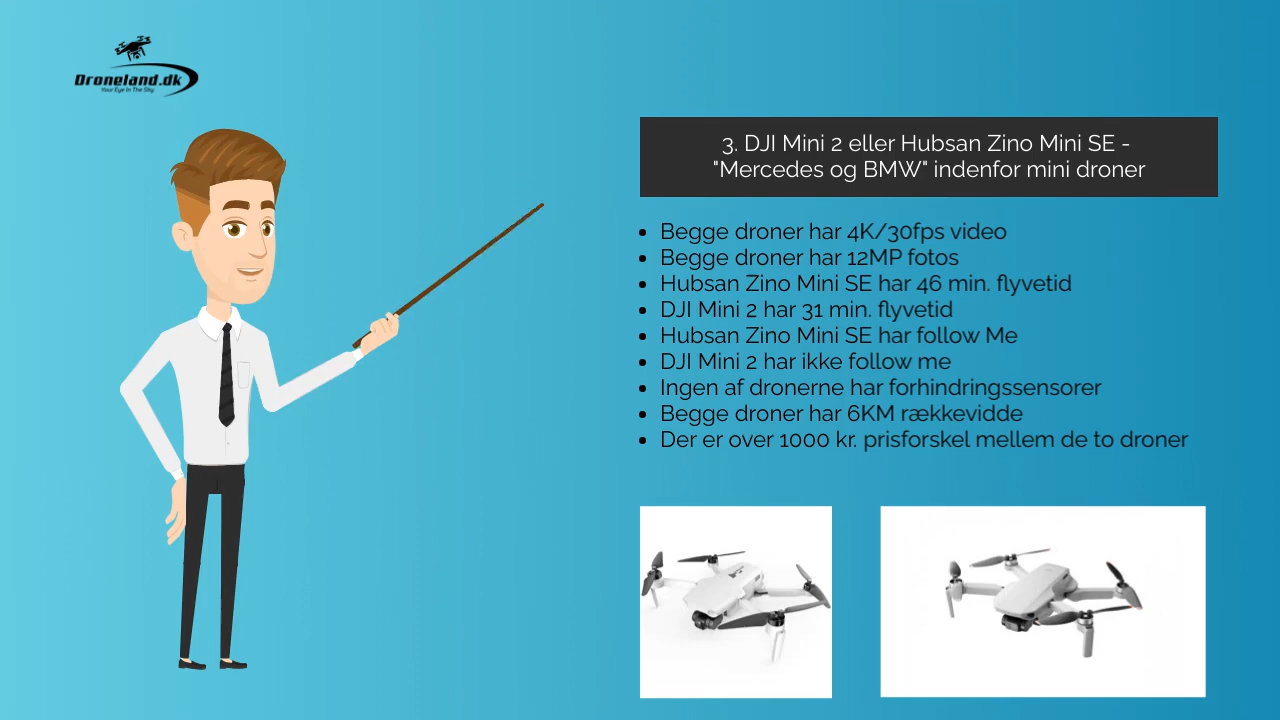 Droneland.dk
Your Eye In The Sky
3. DJI Mini 2 eller Hubsan Zino Mini SE -
"Mercedes og BMW" indenfor mini droner
Begge droner har 4K/30fps video
Begge droner har 12MP fotos
Hubsan Zino Mini SE har 46 min. flyvetid
DJI Mini 2 har 31 min. flyvetid
Hubsan Zino Mini SE har follow Me
DJI Mini 2 har ikke follow me
Ingen af dronerne har forhindringssensorer
Begge droner har 6KM rækkevidde
Der er over 1000 kr. prisforskel mellem de to droner